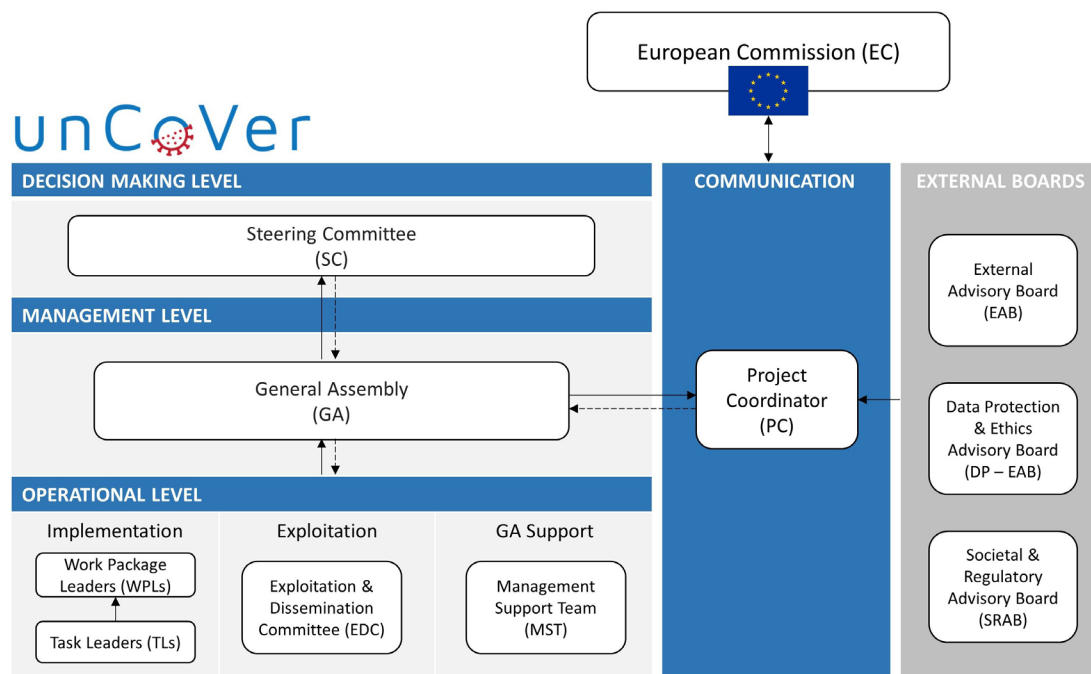 European Commission (EC)
unCoVer
DECISION MAKING LEVEL
COMMUNICATION
EXTERNAL BOARDS
Steering Committee
(SC)
External
Advisory Board
(EAB)
MANAGEMENT LEVEL
General Assembly
(GA)
Project
Coordinator
(PC)
Data Protection
& Ethics
Advisory Board
(DP – EAB)
OPERATIONAL LEVEL
Implementation
Work Package
Leaders (WPLs)
Task Leaders (TLs)
Exploitation
Exploitation &
Dissemination
Committee (EDC)
GA Support
Management
Support Team
(MST)
Societal &
Regulatory
Advisory Board
(SRAB)